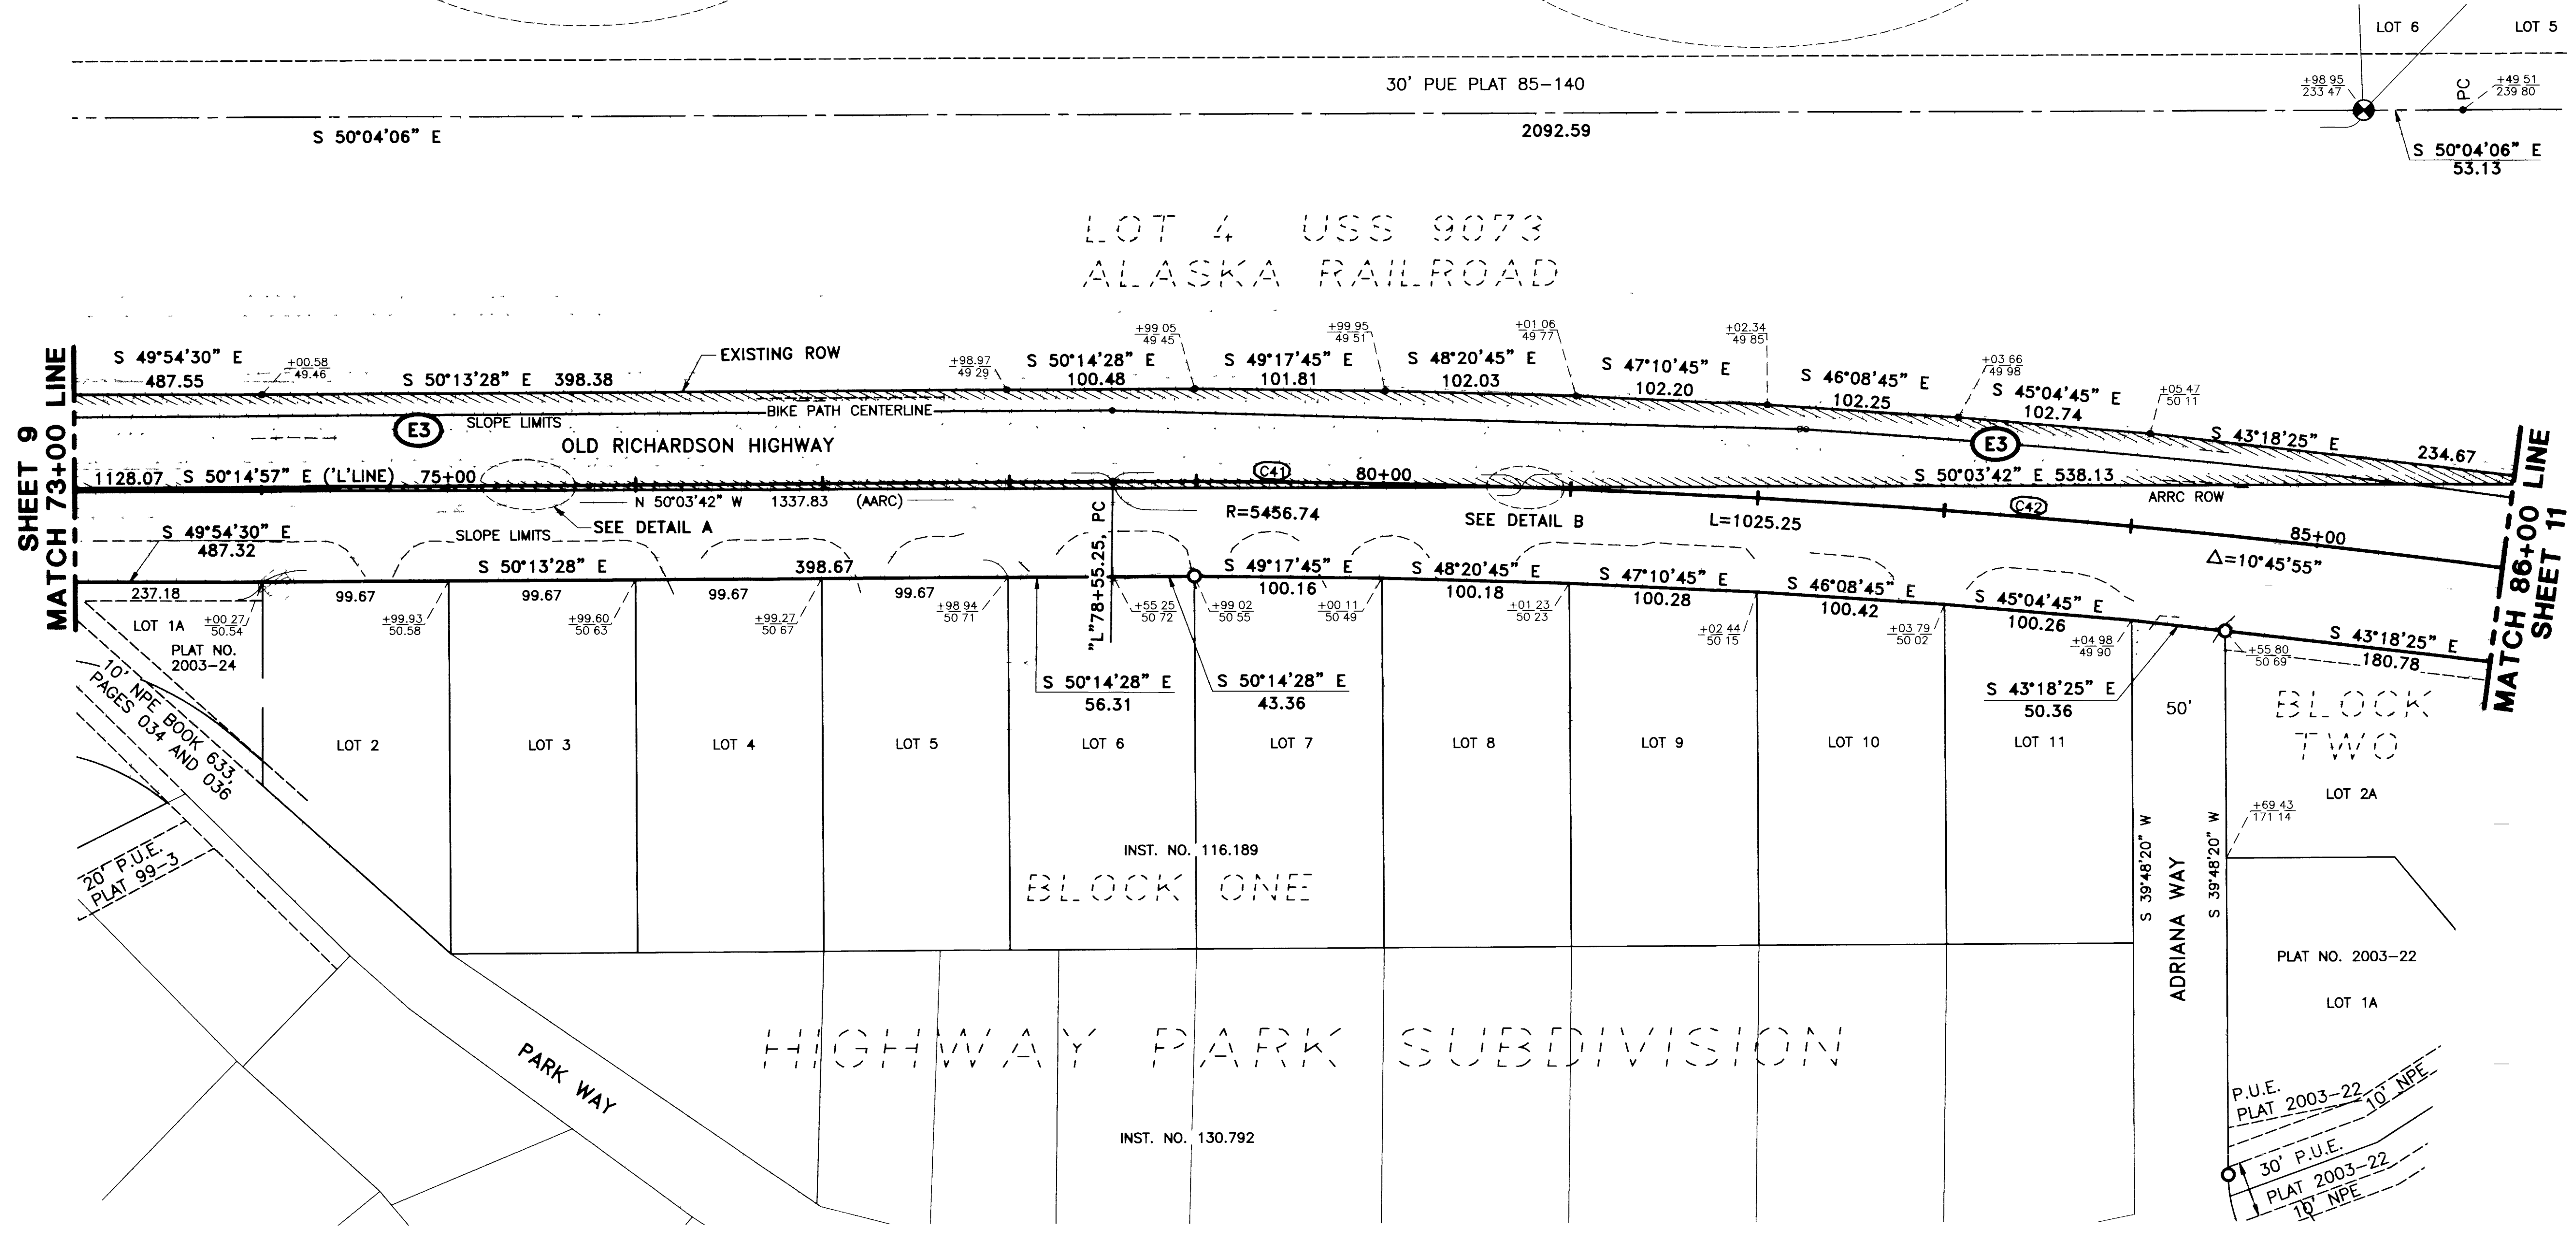 LOT 6
LOT 5
30' PUE PLAT 85-140
+98 95
233 47
PC
+49 51
239 80
S 50°04'06" E
2092.59
S 50°04'06" E
53.13
LOT 4 USS 9073
ALASKA RAILROAD
SHEET 9
MATCH 73+00 LINE
S 49°54'30" E
487.55
+00.58
49.46
S 50°13'28" E 398.38
EXISTING ROW
+98.97
49 29
S 50°14'28" E
100.48
+99 05
49 45
S 49°17'45" E
101.81
+99.95
49 51
S 48°20'45" E
102.03
+01 06
49 77
S 47°10'45" E
102.20
+02.34
49 85
S 46°08'45" E
102.25
+03 66
49 98
S 45°04'45" E
102.74
+05.47
50 11
S 43°18'25" E
234.67
E3
SLOPE LIMITS
BIKE PATH CENTERLINE
OLD RICHARDSON HIGHWAY
E3
1128.07 S 50°14'57" E ('L'LINE) 75+00
C41
80+00
S 50°03'42" E 538.13
ARRC ROW
N 50°03'42" W 1337.83 (AARC)
SEE DETAIL A
R=5456.74
SEE DETAIL B
L=1025.25
C42
85+00
Δ=10°45'55"
MATCH 86+00 LINE
SHEET 11
S 49°54'30" E
487.32
SLOPE LIMITS
"L"78+55.25, PC
S 50°13'28" E
398.67
S 49°17'45" E
100.16
S 48°20'45" E
100.18
S 47°10'45" E
100.28
S 46°08'45" E
100.42
S 45°04'45" E
100.26
S 43°18'25" E
180.78
237.18
99.67
99.67
99.67
99.67
LOT 1A
+00 27
50.54
+99.93
50.58
+99.60
50 63
+99.27
50 67
+98 94
50 71
+55 25
50 72
+99 02
50 55
+00 11
50 49
+01.23
50 23
+02 44
50 15
+03 79
50 02
+04 98
49 90
+55.80
50 69
PLAT NO.
2003-24
S 50°14'28" E
56.31
S 50°14'28" E
43.36
S 43°18'25" E
50.36
50'
BLOCK
TWO
10' NPE BOOK 633,
PAGES 034 AND 036
LOT 2
LOT 3
LOT 4
LOT 5
LOT 6
LOT 7
LOT 8
LOT 9
LOT 10
LOT 11
LOT 2A
+69 43
171 14
20' P.U.E.
PLAT 99-3
INST. NO. 116.189
BLOCK ONE
S 39°48'20" W
ADRIANA WAY
S 39°48'20" W
PLAT NO. 2003-22
LOT 1A
HIGHWAY PARK SUBDIVISION
PARK WAY
INST. NO. 130.792
P.U.E.
PLAT 2003-22
10' NPE
30' P.U.E.
PLAT 2003-22
10' NPE